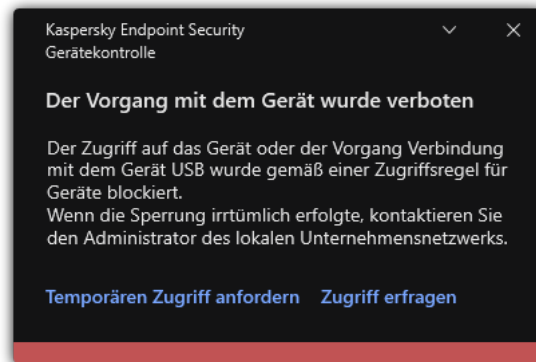 Kaspersky Endpoint Security
Gerätekontrolle
Der Vorgang mit dem Gerät wurde verboten
Der Zugriff auf das Gerät oder der Vorgang Verbindung
mit dem Gerät USB wurde gemäß einer Zugriffsregel für
Geräte blockiert.
Wenn die Sperrung irrtümlich erfolgte, kontaktieren Sie
den Administrator des lokalen Unternehmensnetzwerks.
Temporären Zugriff anfordern Zugriff erfragen